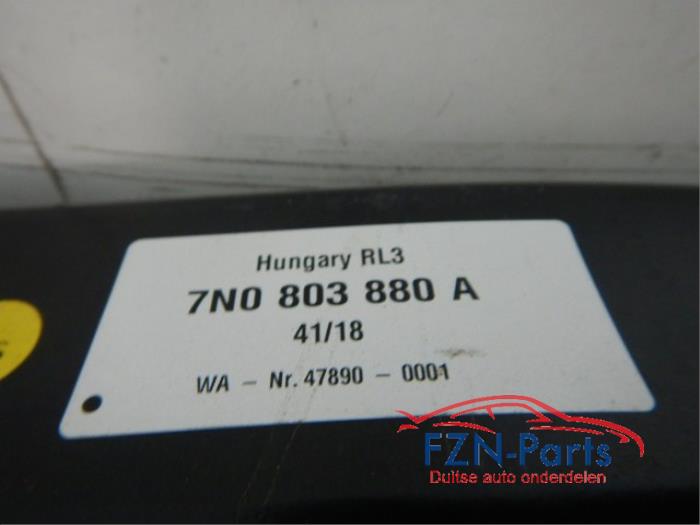 Hungary RL3
7N0 803 880 A
41/18
WA - Nr. 47890 - 0001
FZN-Parts
Duitse auto onderdelen